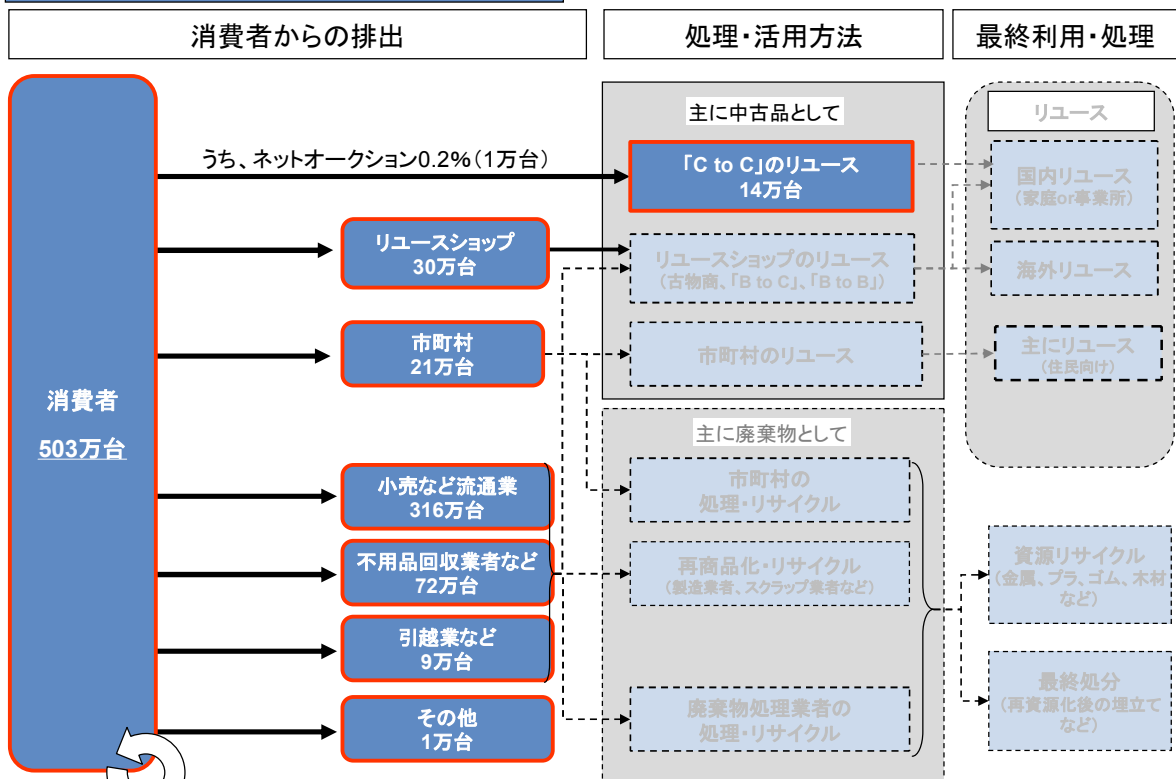 消費者からの排出
処理・活用方法
最終利用・処理
主に中古品として
リユース
うち、ネットオークション0.2%(1万台)
「C to C」のリユース
14万台
国内リユース
(家庭or事業所)
リユースショップ
30万台
リユースショップのリユース
(古物商、「B to C」、「B to B」)
海外リユース
市町村
21万台
市町村のリユース
主にリユース
(住民向け)
消費者
503万台
主に廃棄物として
小売など流通業
316万台
市町村の
処理・リサイクル
不用品回収業者など
72万台
再商品化・リサイクル
(製造業者、スクラップ業者など)
資源リサイクル
(金属、プラ、ゴム、木材
など)
引越業など
9万台
その他
1万台
廃棄物処理業者の
処理・リサイクル
最終処分
(再資源化後の埋立て
など)